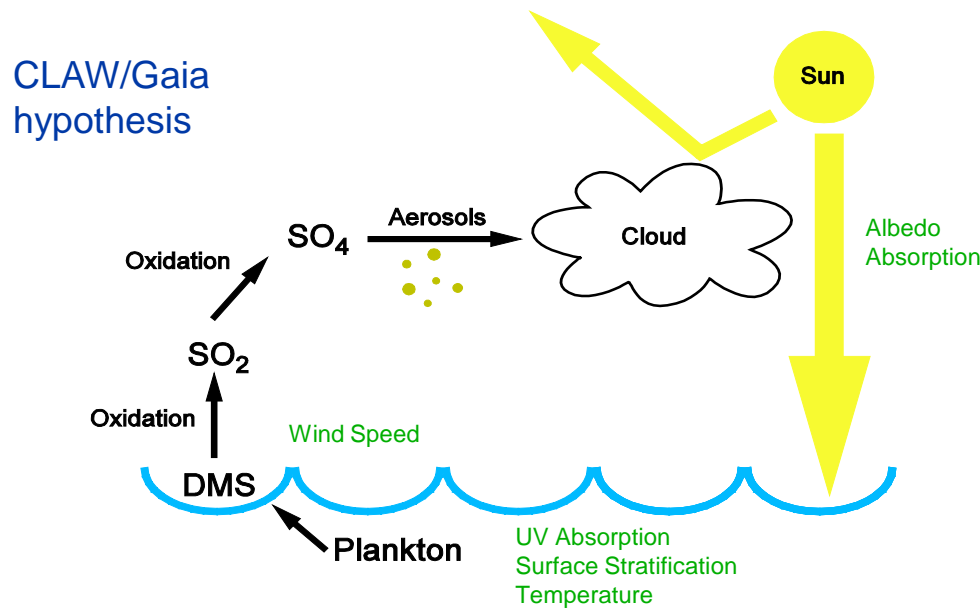 CLAW/Gaia
hypothesis
Sun
SO₄
Aerosols
Cloud
Albedo
Absorption
Oxidation
SO₂
Oxidation
Wind Speed
DMS
Plankton
UV Absorption
Surface Stratification
Temperature